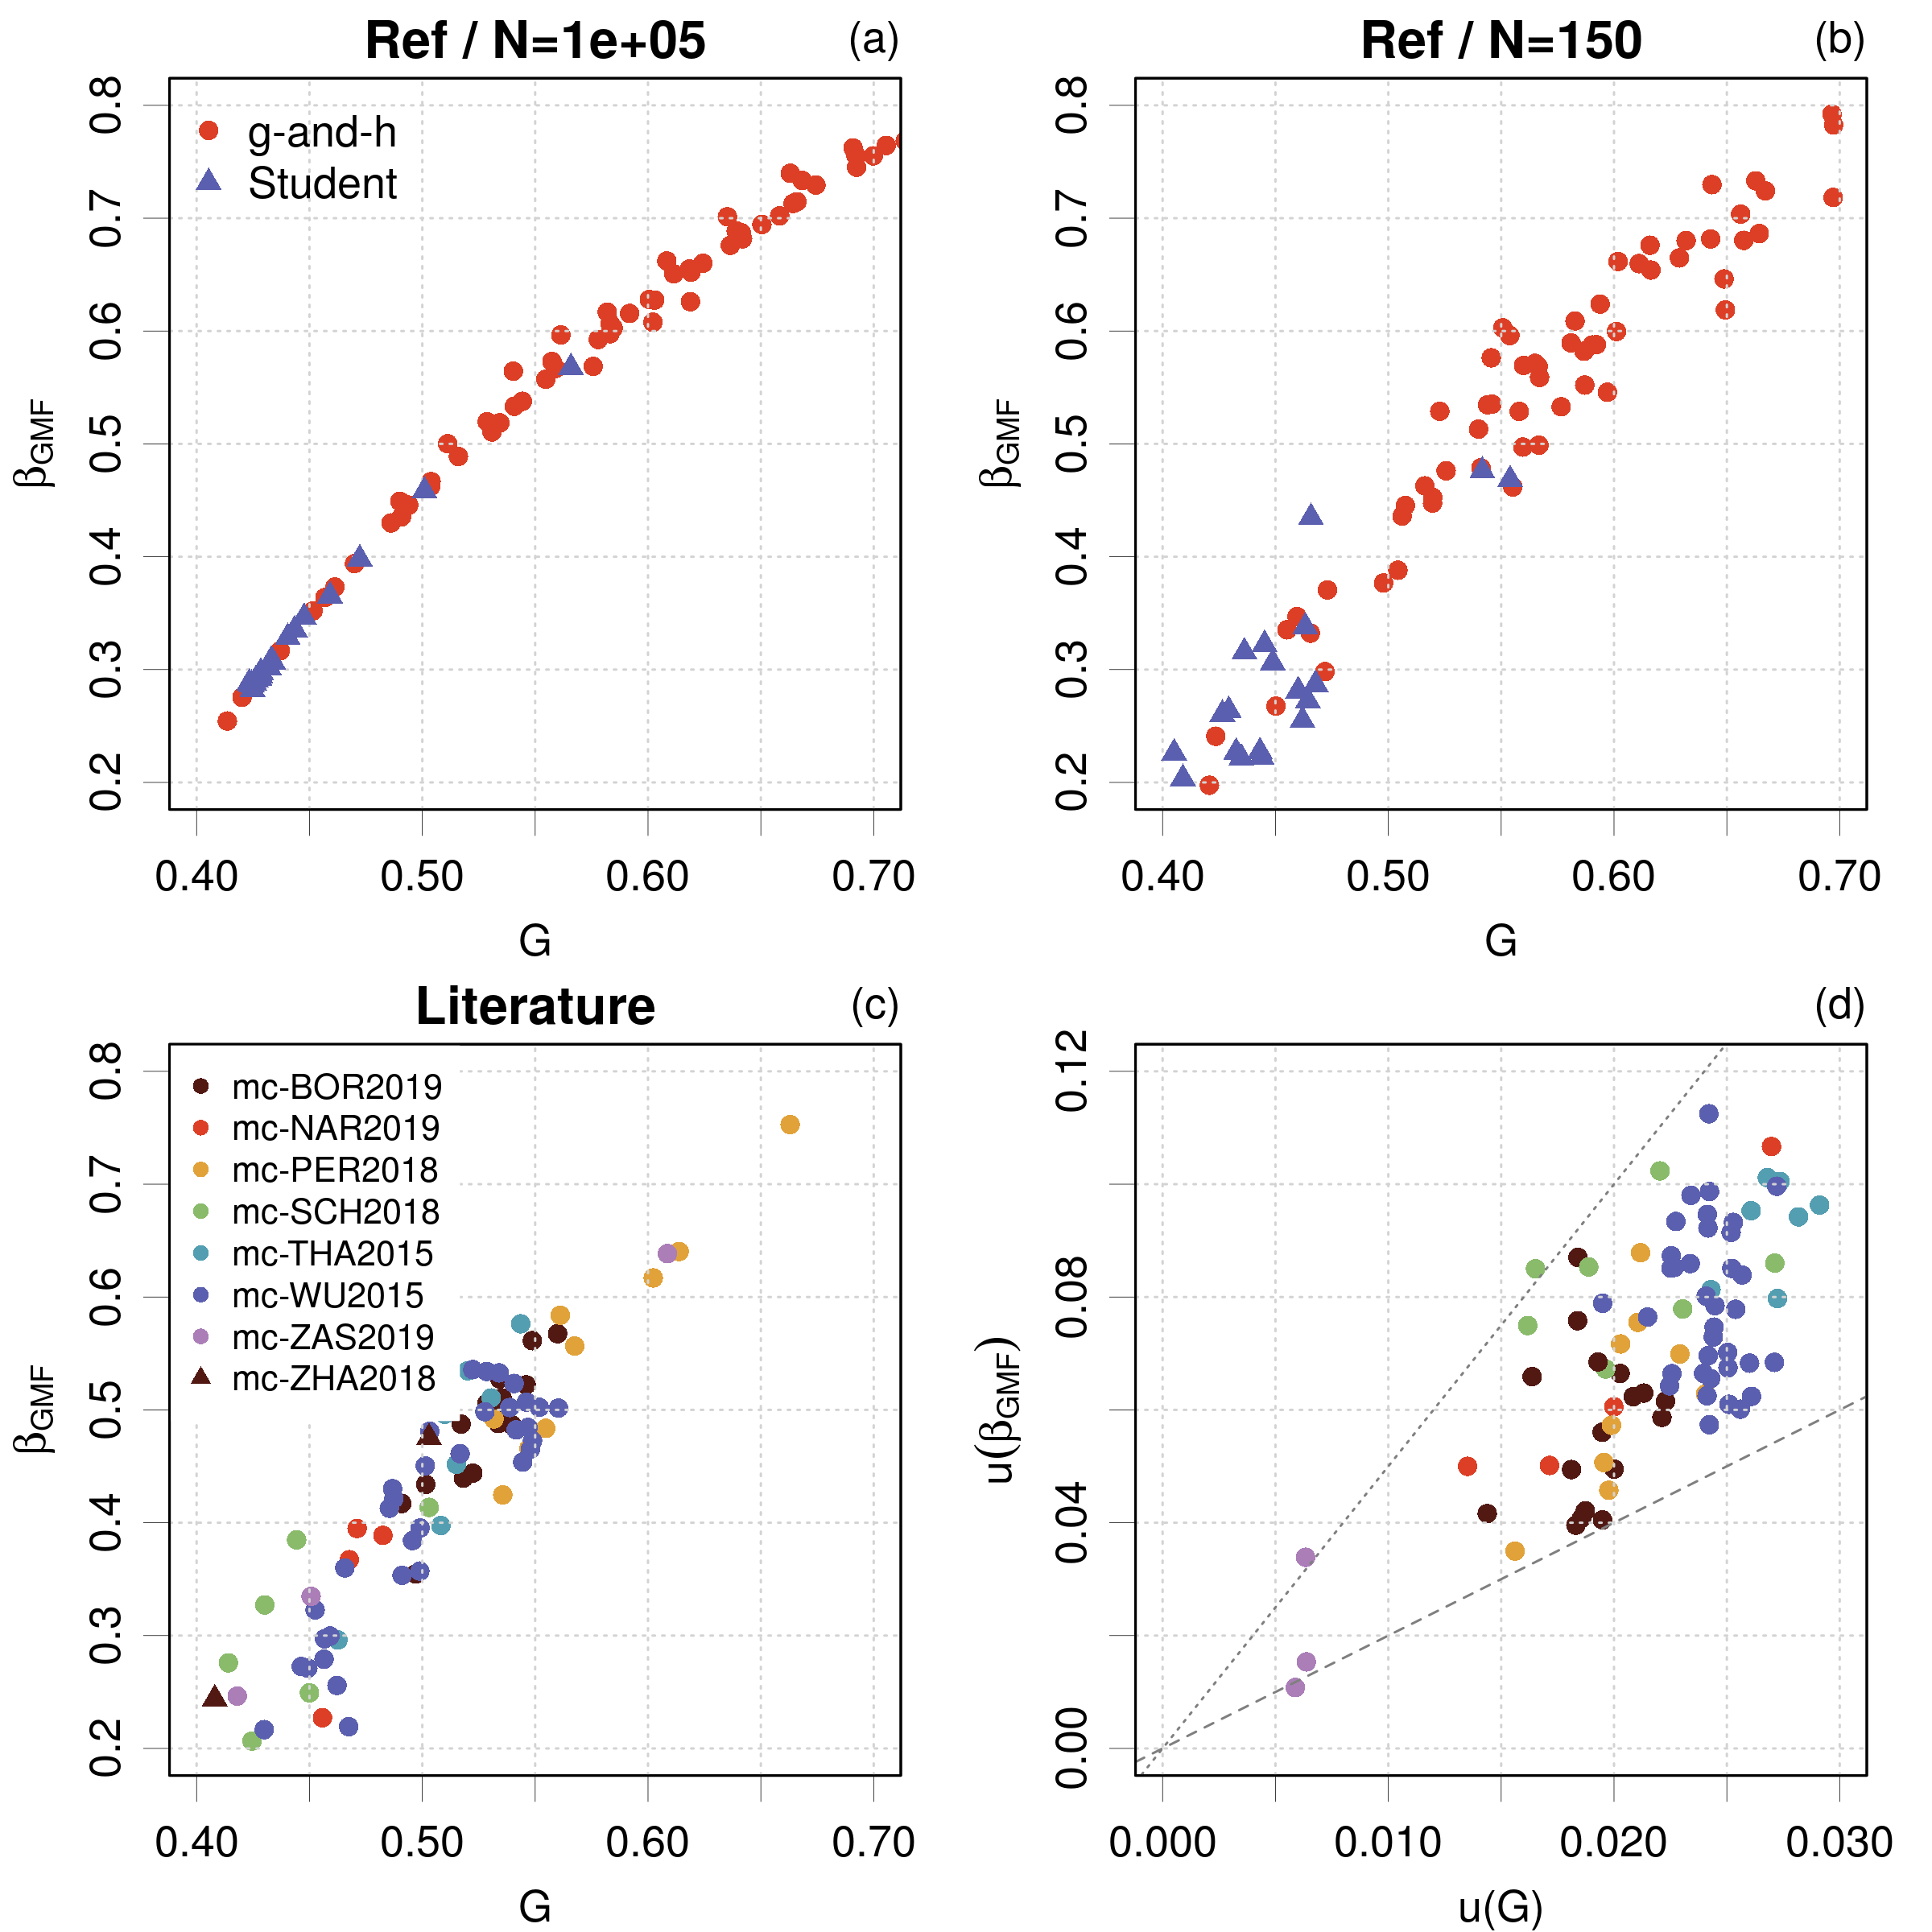 Ref / N=1e+05
(a)
0.8
0.7
0.6
0.5
0.4
0.3
0.2
βGMF
g-and-h
Student
0.40 0.50 0.60 0.70
G
Ref / N=150
(b)
0.8
0.7
0.6
0.5
0.4
0.3
0.2
βGMF
0.40 0.50 0.60 0.70
G
Literature
(c)
0.8
0.7
0.6
0.5
0.4
0.3
0.2
βGMF
mc-BOR2019
mc-NAR2019
mc-PER2018
mc-SCH2018
mc-THA2015
mc-WU2015
mc-ZAS2019
mc-ZHA2018
0.40 0.50 0.60 0.70
G
(d)
0.12
0.08
0.04
0.00
u(βGMF)
0.000 0.010 0.020 0.030
u(G)